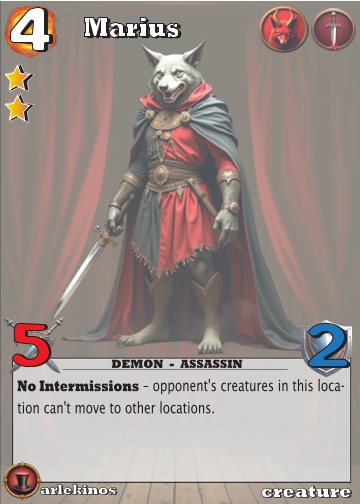 4 Marius
5 2
DEMON - ASSASSIN
No Intermissions – opponent's creatures in this loca-
tion can't move to other locations.
arlekinos creature